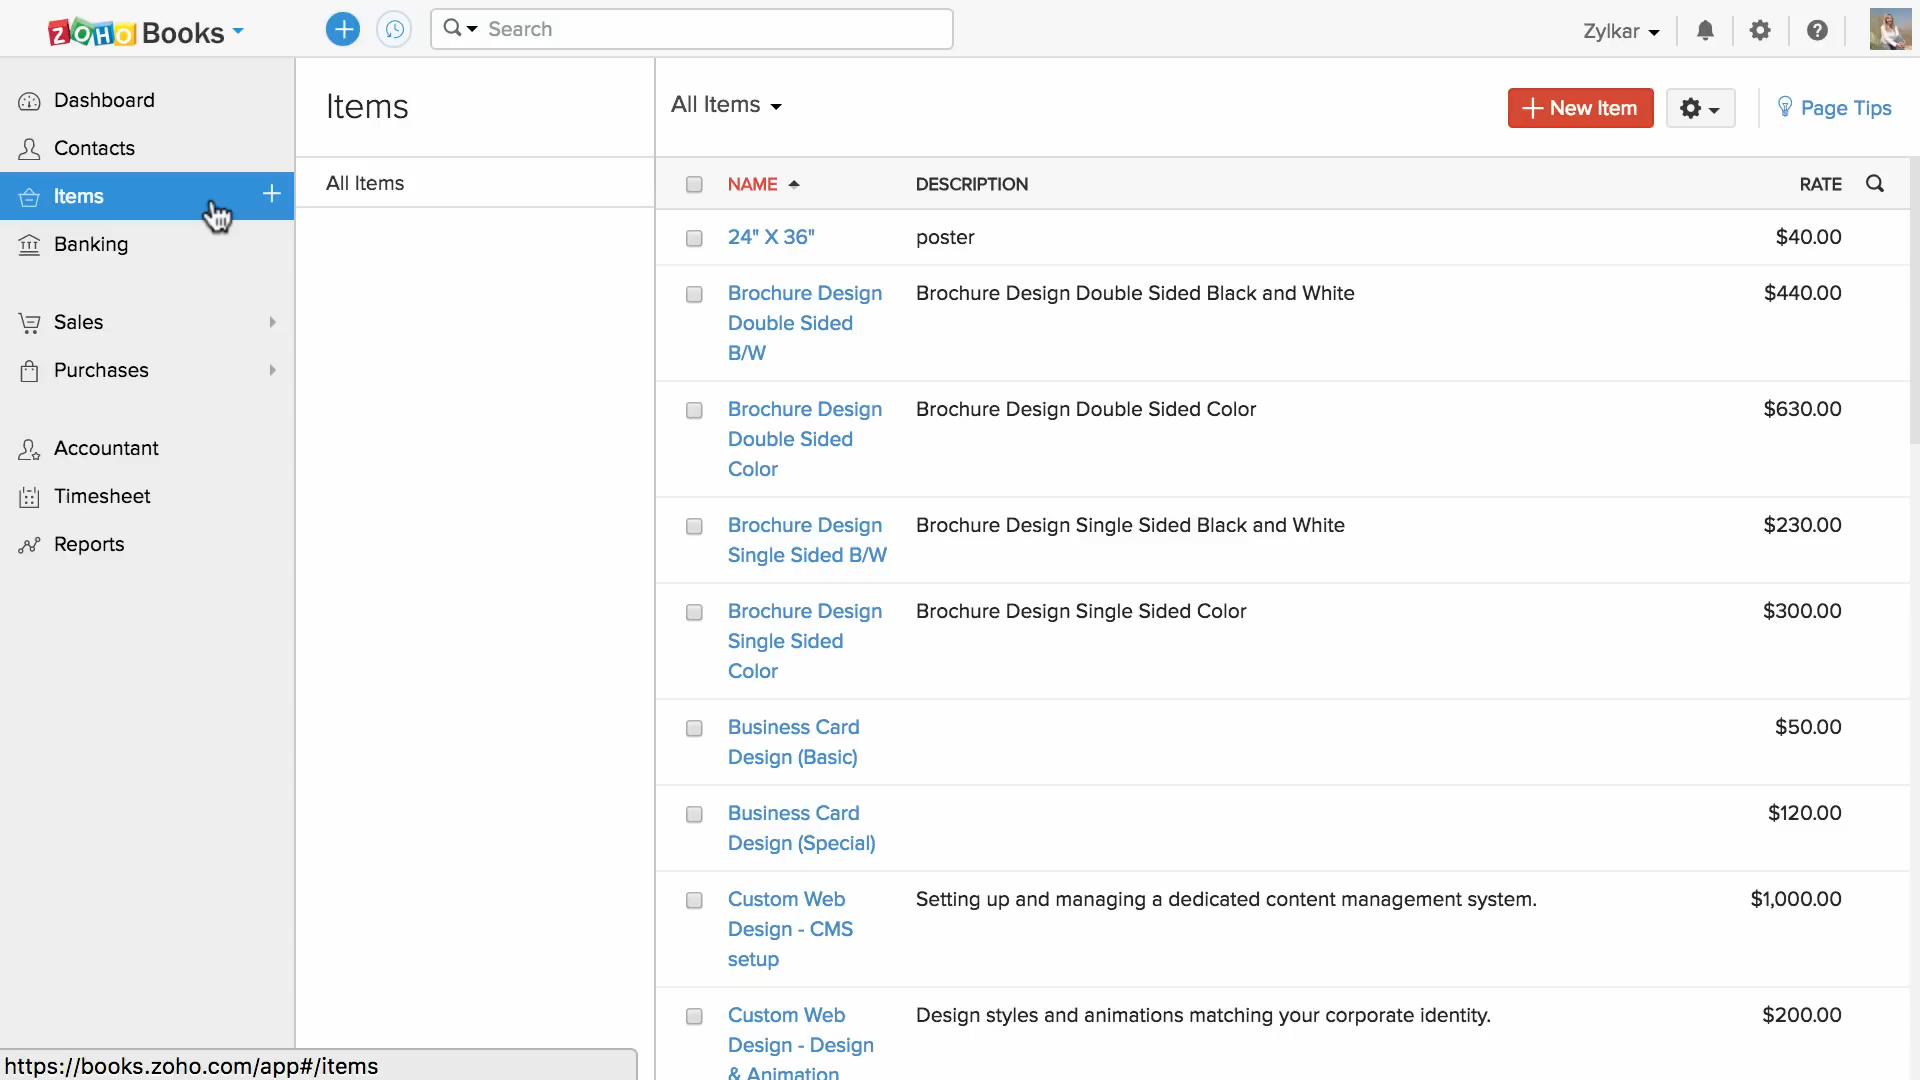 ZOHO Books
Search
Zylkar
Dashboard
Contacts
Items
Banking
Sales
Purchases
Accountant
Timesheet
Reports
Items
All Items
All Items
New Item
Page Tips
NAME DESCRIPTION RATE
24" X 36" poster $40.00
Brochure Design Brochure Design Double Sided Black and White $440.00
Double Sided
B/W
Brochure Design Brochure Design Double Sided Color $630.00
Double Sided
Color
Brochure Design Brochure Design Single Sided Black and White $230.00
Single Sided B/W
Brochure Design Brochure Design Single Sided Color $300.00
Single Sided
Color
Business Card $50.00
Design (Basic)
Business Card $120.00
Design (Special)
Custom Web Setting up and managing a dedicated content management system. $1,000.00
Design - CMS
setup
Custom Web Design styles and animations matching your corporate identity. $200.00
Design - Design
& Animation
https://books.zoho.com/app#/items